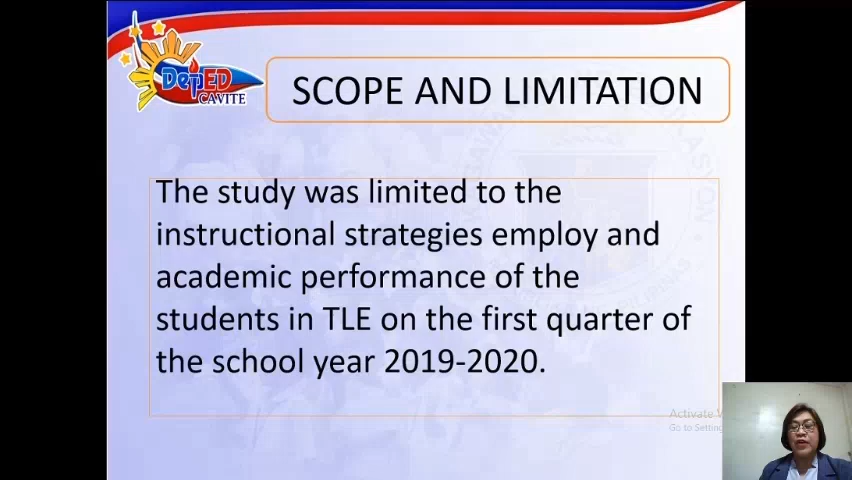 DepED
CAVITE
SCOPE AND LIMITATION
The study was limited to the
instructional strategies employ and
academic performance of the
students in TLE on the first quarter of
the school year 2019-2020.
Activate
Go to Setting